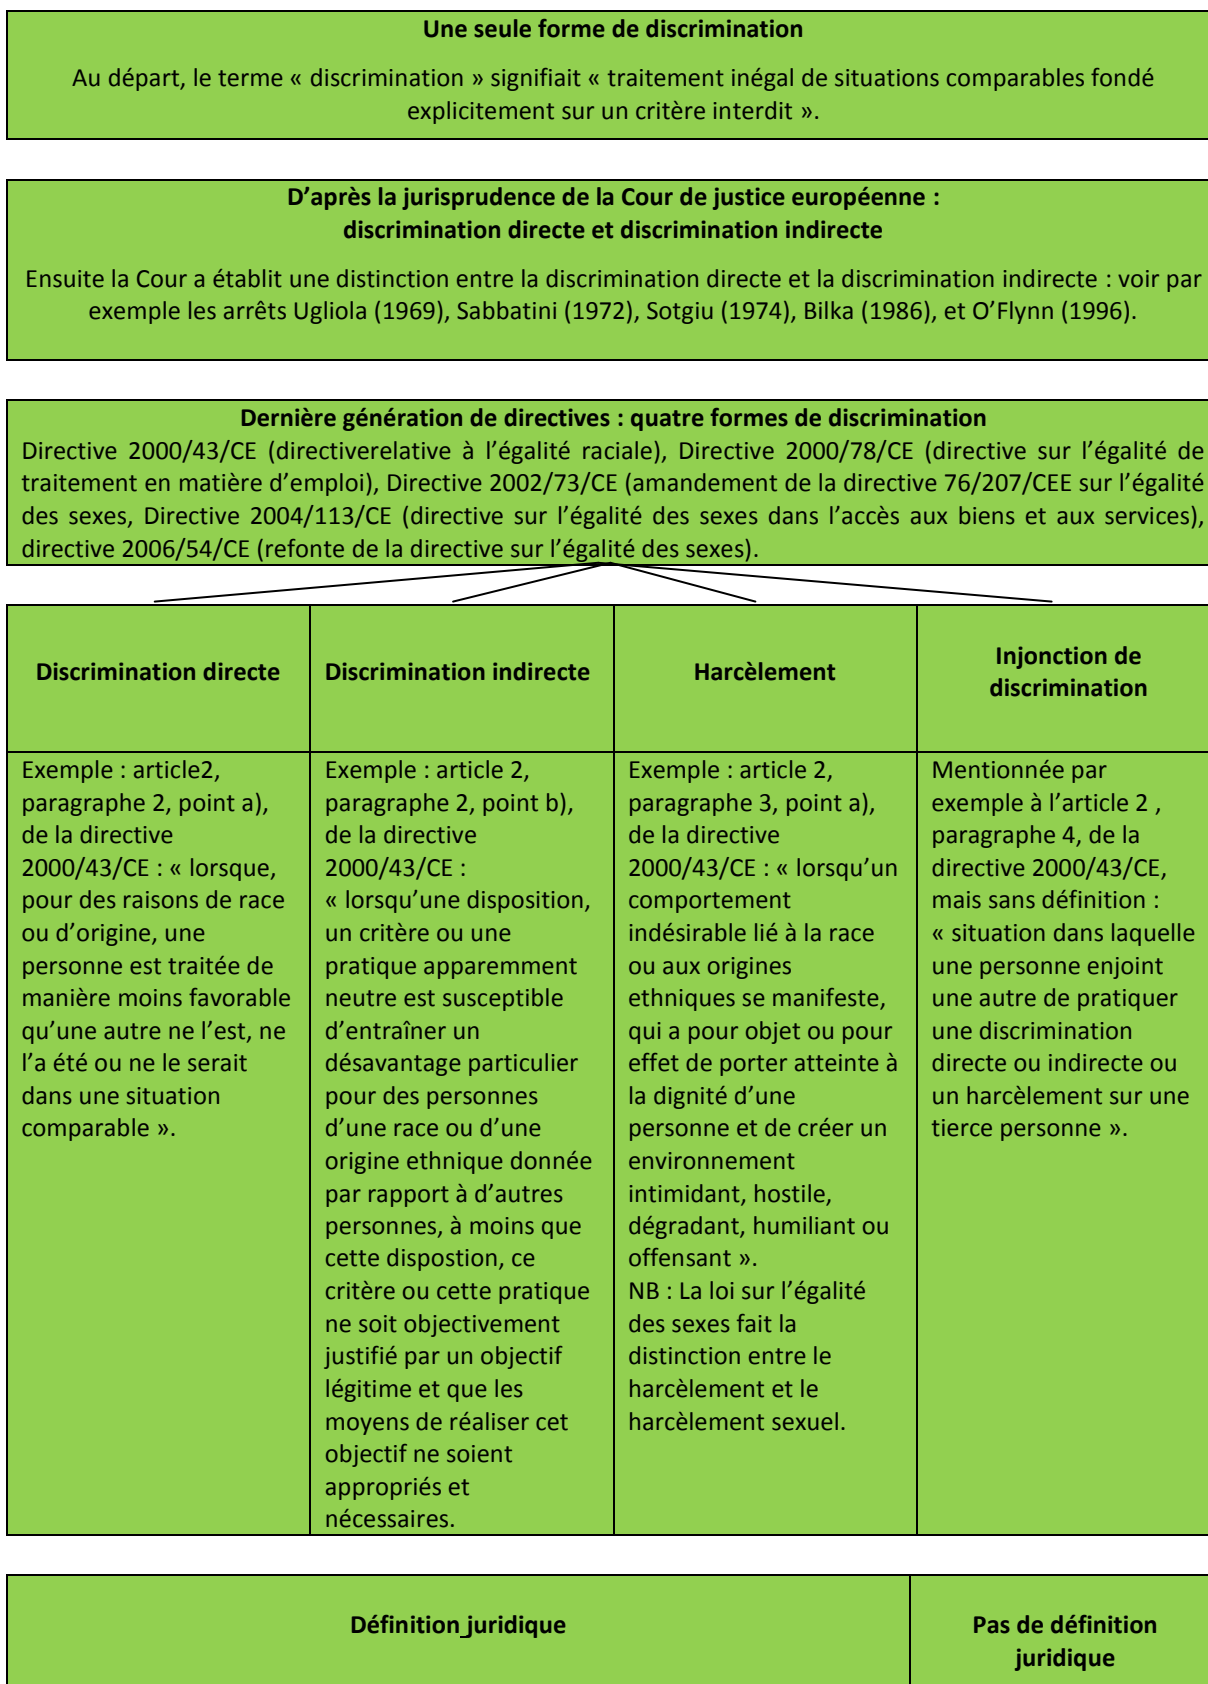 Une seule forme de discrimination
Au départ, le terme « discrimination » signifiait « traitement inégal de situations comparables fondé
explicitement sur un critère interdit ».
D’après la jurisprudence de la Cour de justice européenne :
discrimination directe et discrimination indirecte
Ensuite la Cour a établit une distinction entre la discrimination directe et la discrimination indirecte : voir par
exemple les arrêts Ugliola (1969), Sabbatini (1972), Sotgiu (1974), Bilka (1986), et O’Flynn (1996).
Dernière génération de directives : quatre formes de discrimination
Directive 2000/43/CE (directiverelative à l’égalité raciale), Directive 2000/78/CE (directive sur l’égalité de
traitement en matière d’emploi), Directive 2002/73/CE (amandement de la directive 76/207/CEE sur l’égalité
des sexes, Directive 2004/113/CE (directive sur l’égalité des sexes dans l’accès aux biens et aux services),
directive 2006/54/CE (refonte de la directive sur l’égalité des sexes).
Discrimination directe
Discrimination indirecte
Harcèlement
Injonction de
discrimination
Exemple : article2,
paragraphe 2, point a),
de la directive
2000/43/CE : « lorsque,
pour des raisons de race
ou d’origine, une
personne est traitée de
manière moins favorable
qu’une autre ne l’est, ne
l’a été ou ne le serait
dans une situation
comparable ».
Exemple : article 2,
paragraphe 2, point b),
de la directive
2000/43/CE :
« lorsqu’une disposition,
un critère ou une
pratique apparemment
neutre est susceptible
d’entraîner un
désavantage particulier
pour des personnes
d’une race ou d’une
origine ethnique donnée
par rapport à d’autres
personnes, à moins que
cette dispostion, ce
critère ou cette pratique
ne soit objectivement
justifié par un objectif
légitime et que les
moyens de réaliser cet
objectif ne soient
appropriés et
nécessaires.
Exemple : article 2,
paragraphe 3, point a),
de la directive
2000/43/CE : « lorsqu’un
comportement
indésirable lié à la race
ou aux origines
ethniques se manifeste,
qui a pour objet ou pour
effet de porter atteinte à
la dignité d’une
personne et de créer un
environnement
intimidant, hostile,
dégradant, humiliant ou
offensant ».
NB : La loi sur l’égalité
des sexes fait la
distinction entre le
harcèlement et le
harcèlement sexuel.
Mentionnée par
exemple à l’article 2 ,
paragraphe 4, de la
directive 2000/43/CE,
mais sans définition :
« situation dans laquelle
une personne enjoint
une autre de pratiquer
une discrimination
directe ou indirecte ou
un harcèlement sur une
tierce personne ».
Définition juridique
Pas de définition
juridique